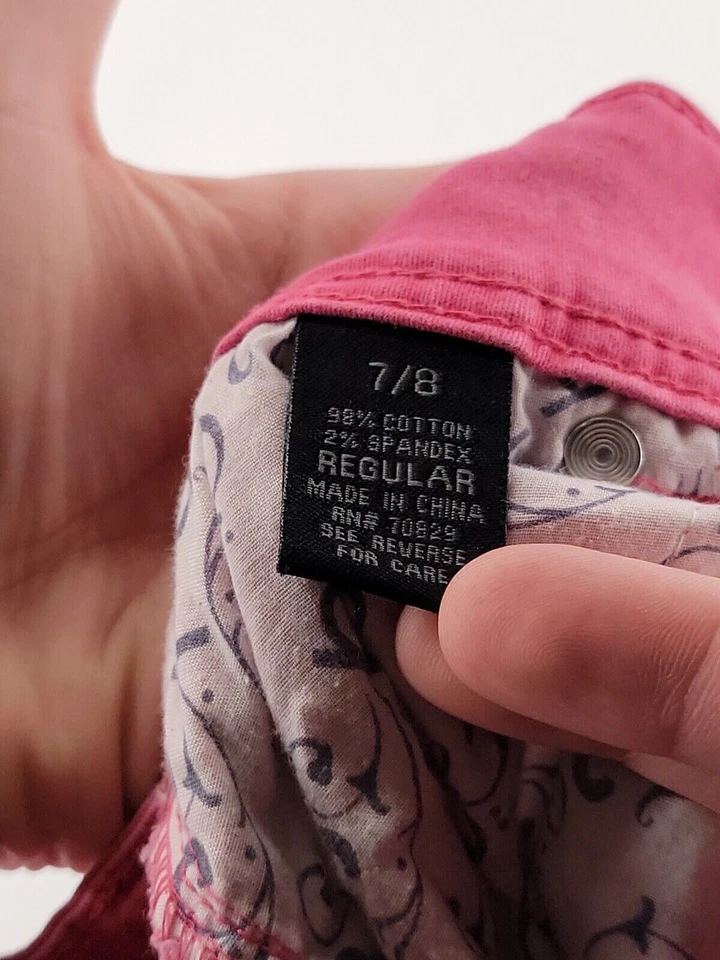 7/8
98% COTTON
2% SPANDEX
REGULAR
MADE IN CHINA
RN# 70829
SEE REVERSE
FOR CARE